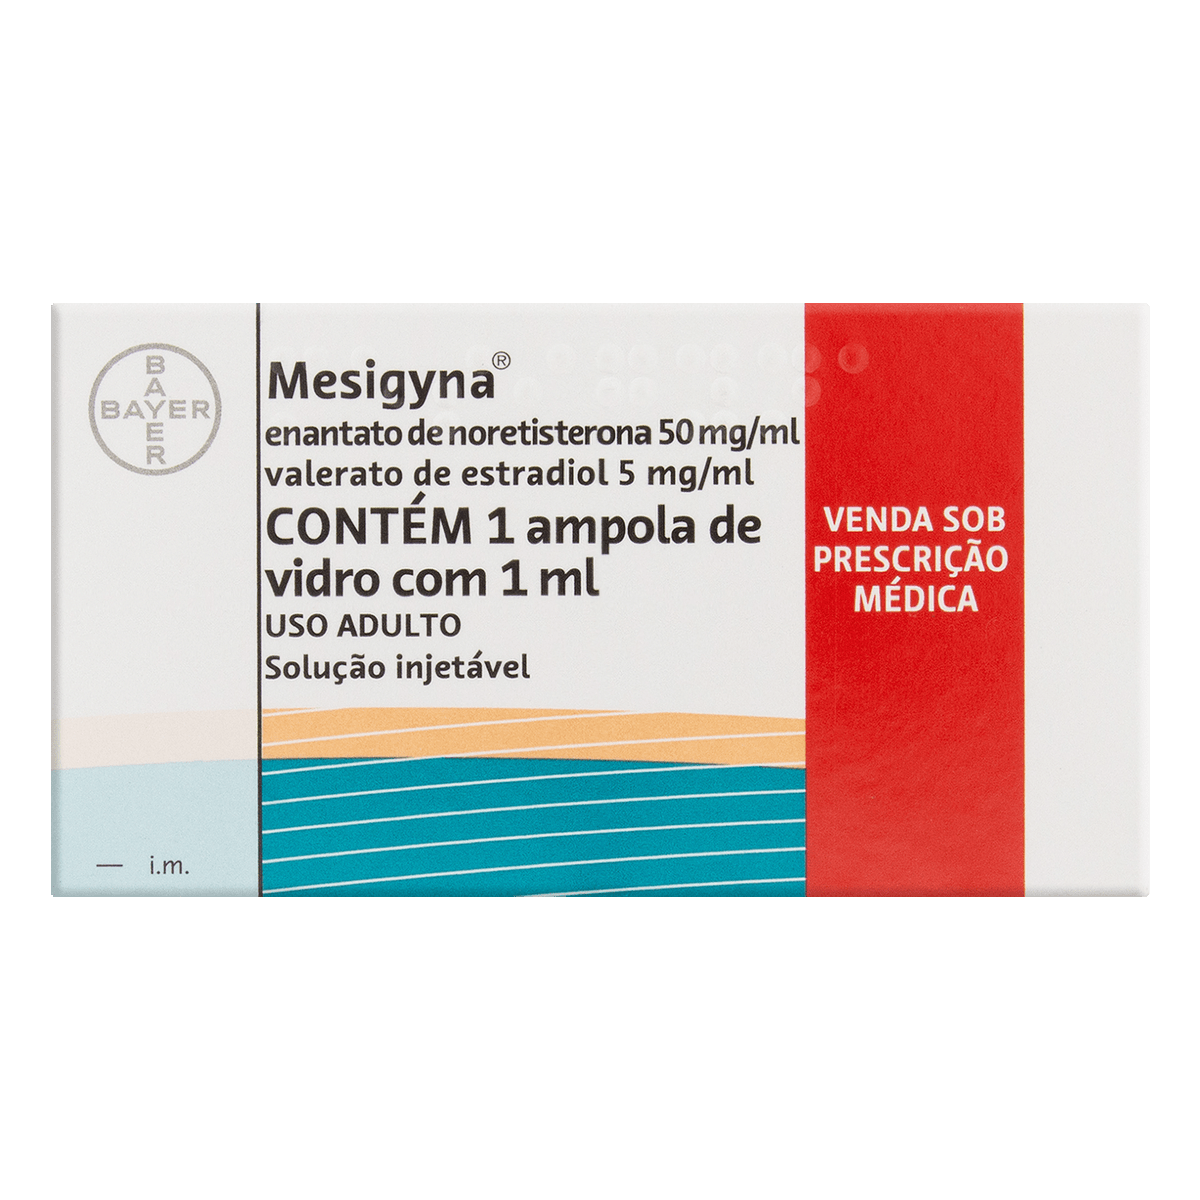 BAYER
BAYER
Mesigyna®
enantato de noretisterona 50 mg/ml
valerato de estradiol 5 mg/ml
CONTÉM 1 ampola de
vidro com 1 ml
USO ADULTO
Solução injetável
VENDA SOB
PRESCRIÇÃO
MÉDICA
— i.m.